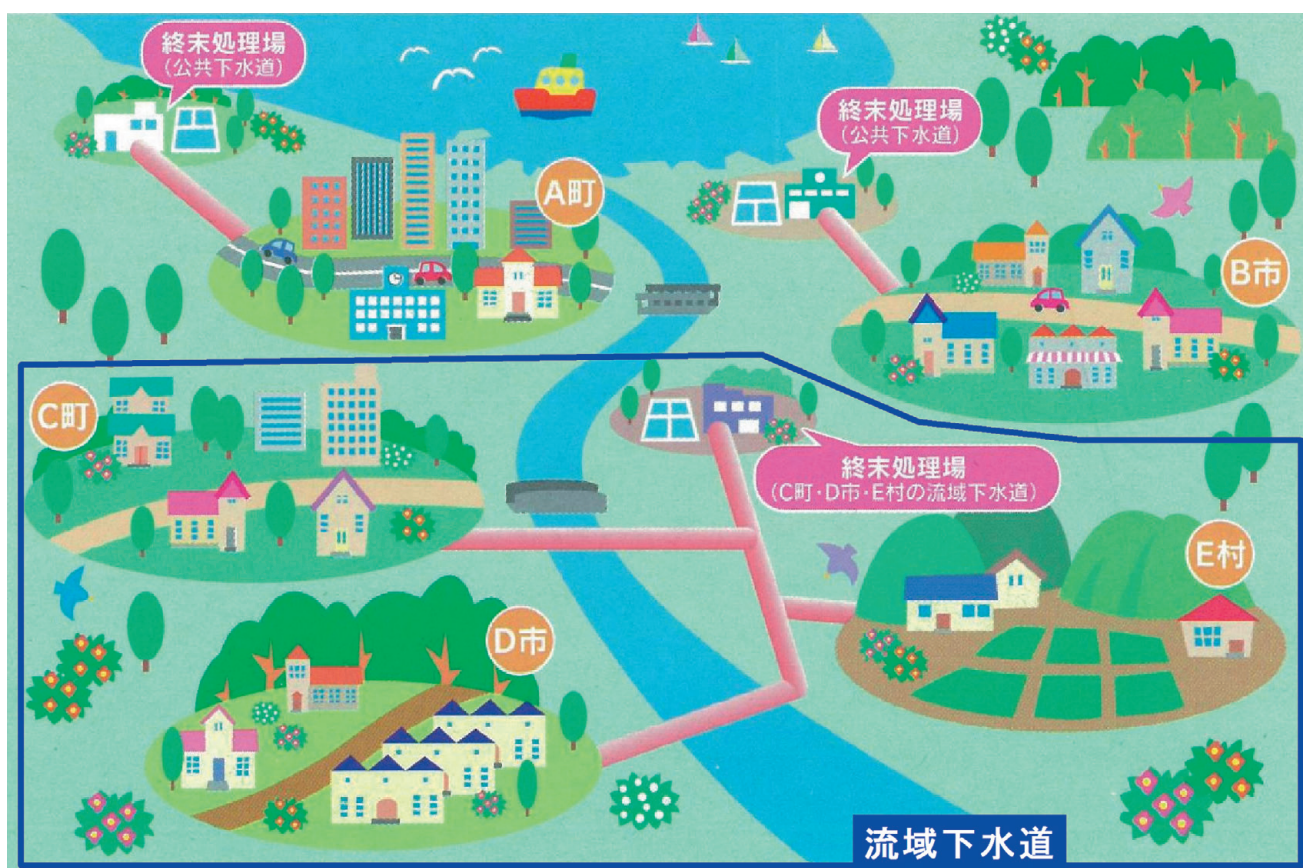 終末処理場
（公共下水道）
終末処理場
（公共下水道）
A町
B市
C町
終末処理場
（C町・D市・E村の流域下水道）
E村
D市
流域下水道